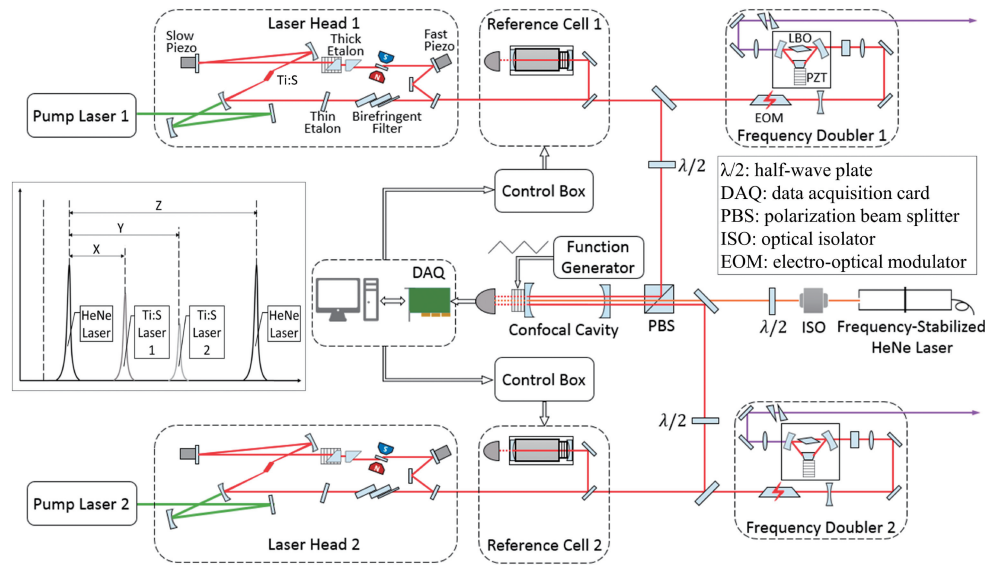 Laser Head 1
Slow
Piezo
Thick
Etalon
Fast
Piezo
S
N
Ti:S
Thin
Etalon
Birefringent
Filter
Pump Laser 1
Reference Cell 1
LBO
PZT
EOM
Frequency Doubler 1
λ/2
λ/2: half-wave plate
DAQ: data acquisition card
PBS: polarization beam splitter
ISO: optical isolator
EOM: electro-optical modulator
Control Box
Z
Y
X
HeNe
Laser
Ti:S
Laser
1
Ti:S
Laser
2
HeNe
Laser
DAQ
Function
Generator
Confocal Cavity
PBS
λ/2
ISO
Frequency-Stabilized
HeNe Laser
Control Box
λ/2
S
N
Pump Laser 2
Laser Head 2
Reference Cell 2
Frequency Doubler 2